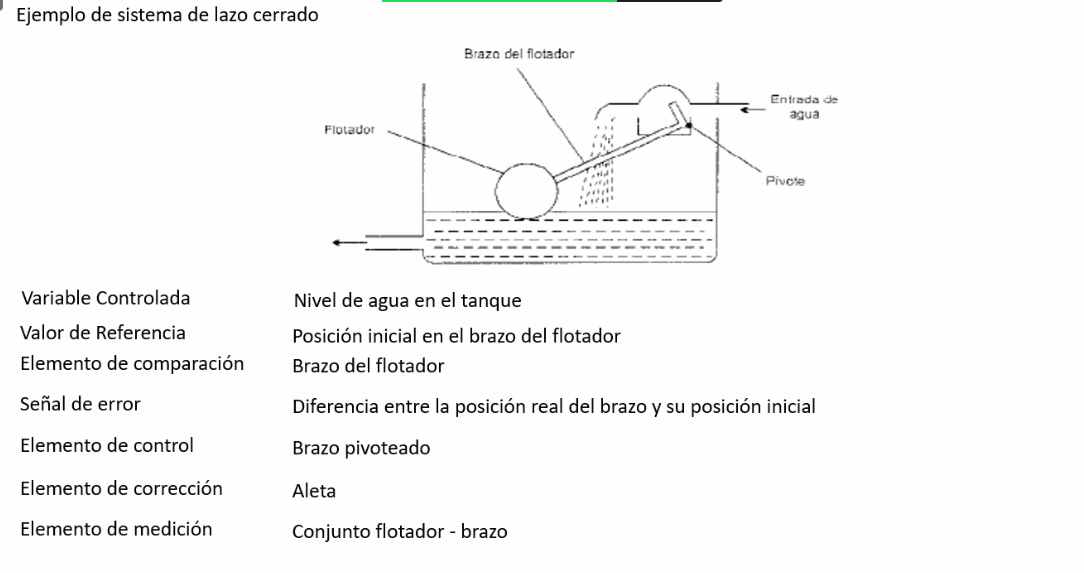 Ejemplo de sistema de lazo cerrado
Brazo del flotador
Flotador
Entrada de
agua
Pivote
Variable Controlada Nivel de agua en el tanque
Valor de Referencia Posición inicial en el brazo del flotador
Elemento de comparación Brazo del flotador
Señal de error Diferencia entre la posición real del brazo y su posición inicial
Elemento de control Brazo pivoteado
Elemento de corrección Aleta
Elemento de medición Conjunto flotador - brazo